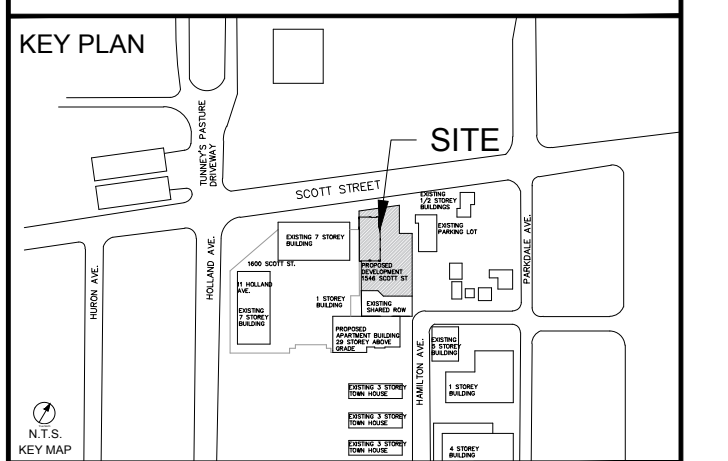 KEY PLAN
SITE
TUNNEY'S PASTURE
DRIVEWAY
SCOTT STREET
EXISTING
1/2 STOREY
BUILDINGS
EXISTING
PARKING LOT
EXISTING 7 STOREY
BUILDING
1600 SCOTT ST.
PROPOSED
DEVELOPMENT
1546 SCOTT ST
HURON AVE.
HOLLAND AVE.
PARKDALE AVE.
11 HOLLAND
AVE.
EXISTING
7 STOREY
BUILDING
1 STOREY
BUILDING
EXISTING
SHARED ROW
PROPOSED
APARTMENT BUILDING
29 STOREY ABOVE
GRADE
HAMILTON AVE.
EXISTING
5 STOREY
BUILDING
1 STOREY
BUILDING
EXISTING 3 STOREY
TOWN HOUSE
EXISTING 3 STOREY
TOWN HOUSE
EXISTING 3 STOREY
TOWN HOUSE
4 STOREY
BUILDING
N.T.S.
KEY MAP